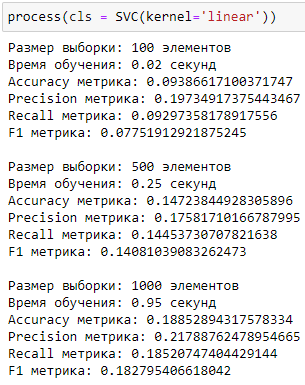 process(cls = SVC(kernel='linear'))
Размер выборки: 100 элементов
Время обучения: 0.02 секунд
Accuracy метрика: 0.09386617100371747
Precision метрика: 0.19734917375443467
Recall метрика: 0.09297358178917556
F1 метрика: 0.07751912921875245
Размер выборки: 500 элементов
Время обучения: 0.25 секунд
Accuracy метрика: 0.14723844928305896
Precision метрика: 0.17581710166787995
Recall метрика: 0.14453730707821638
F1 метрика: 0.14081039083262473
Размер выборки: 1000 элементов
Время обучения: 0.95 секунд
Accuracy метрика: 0.18852894317578334
Precision метрика: 0.21788762478954665
Recall метрика: 0.18520747404429144
F1 метрика: 0.182795406618042